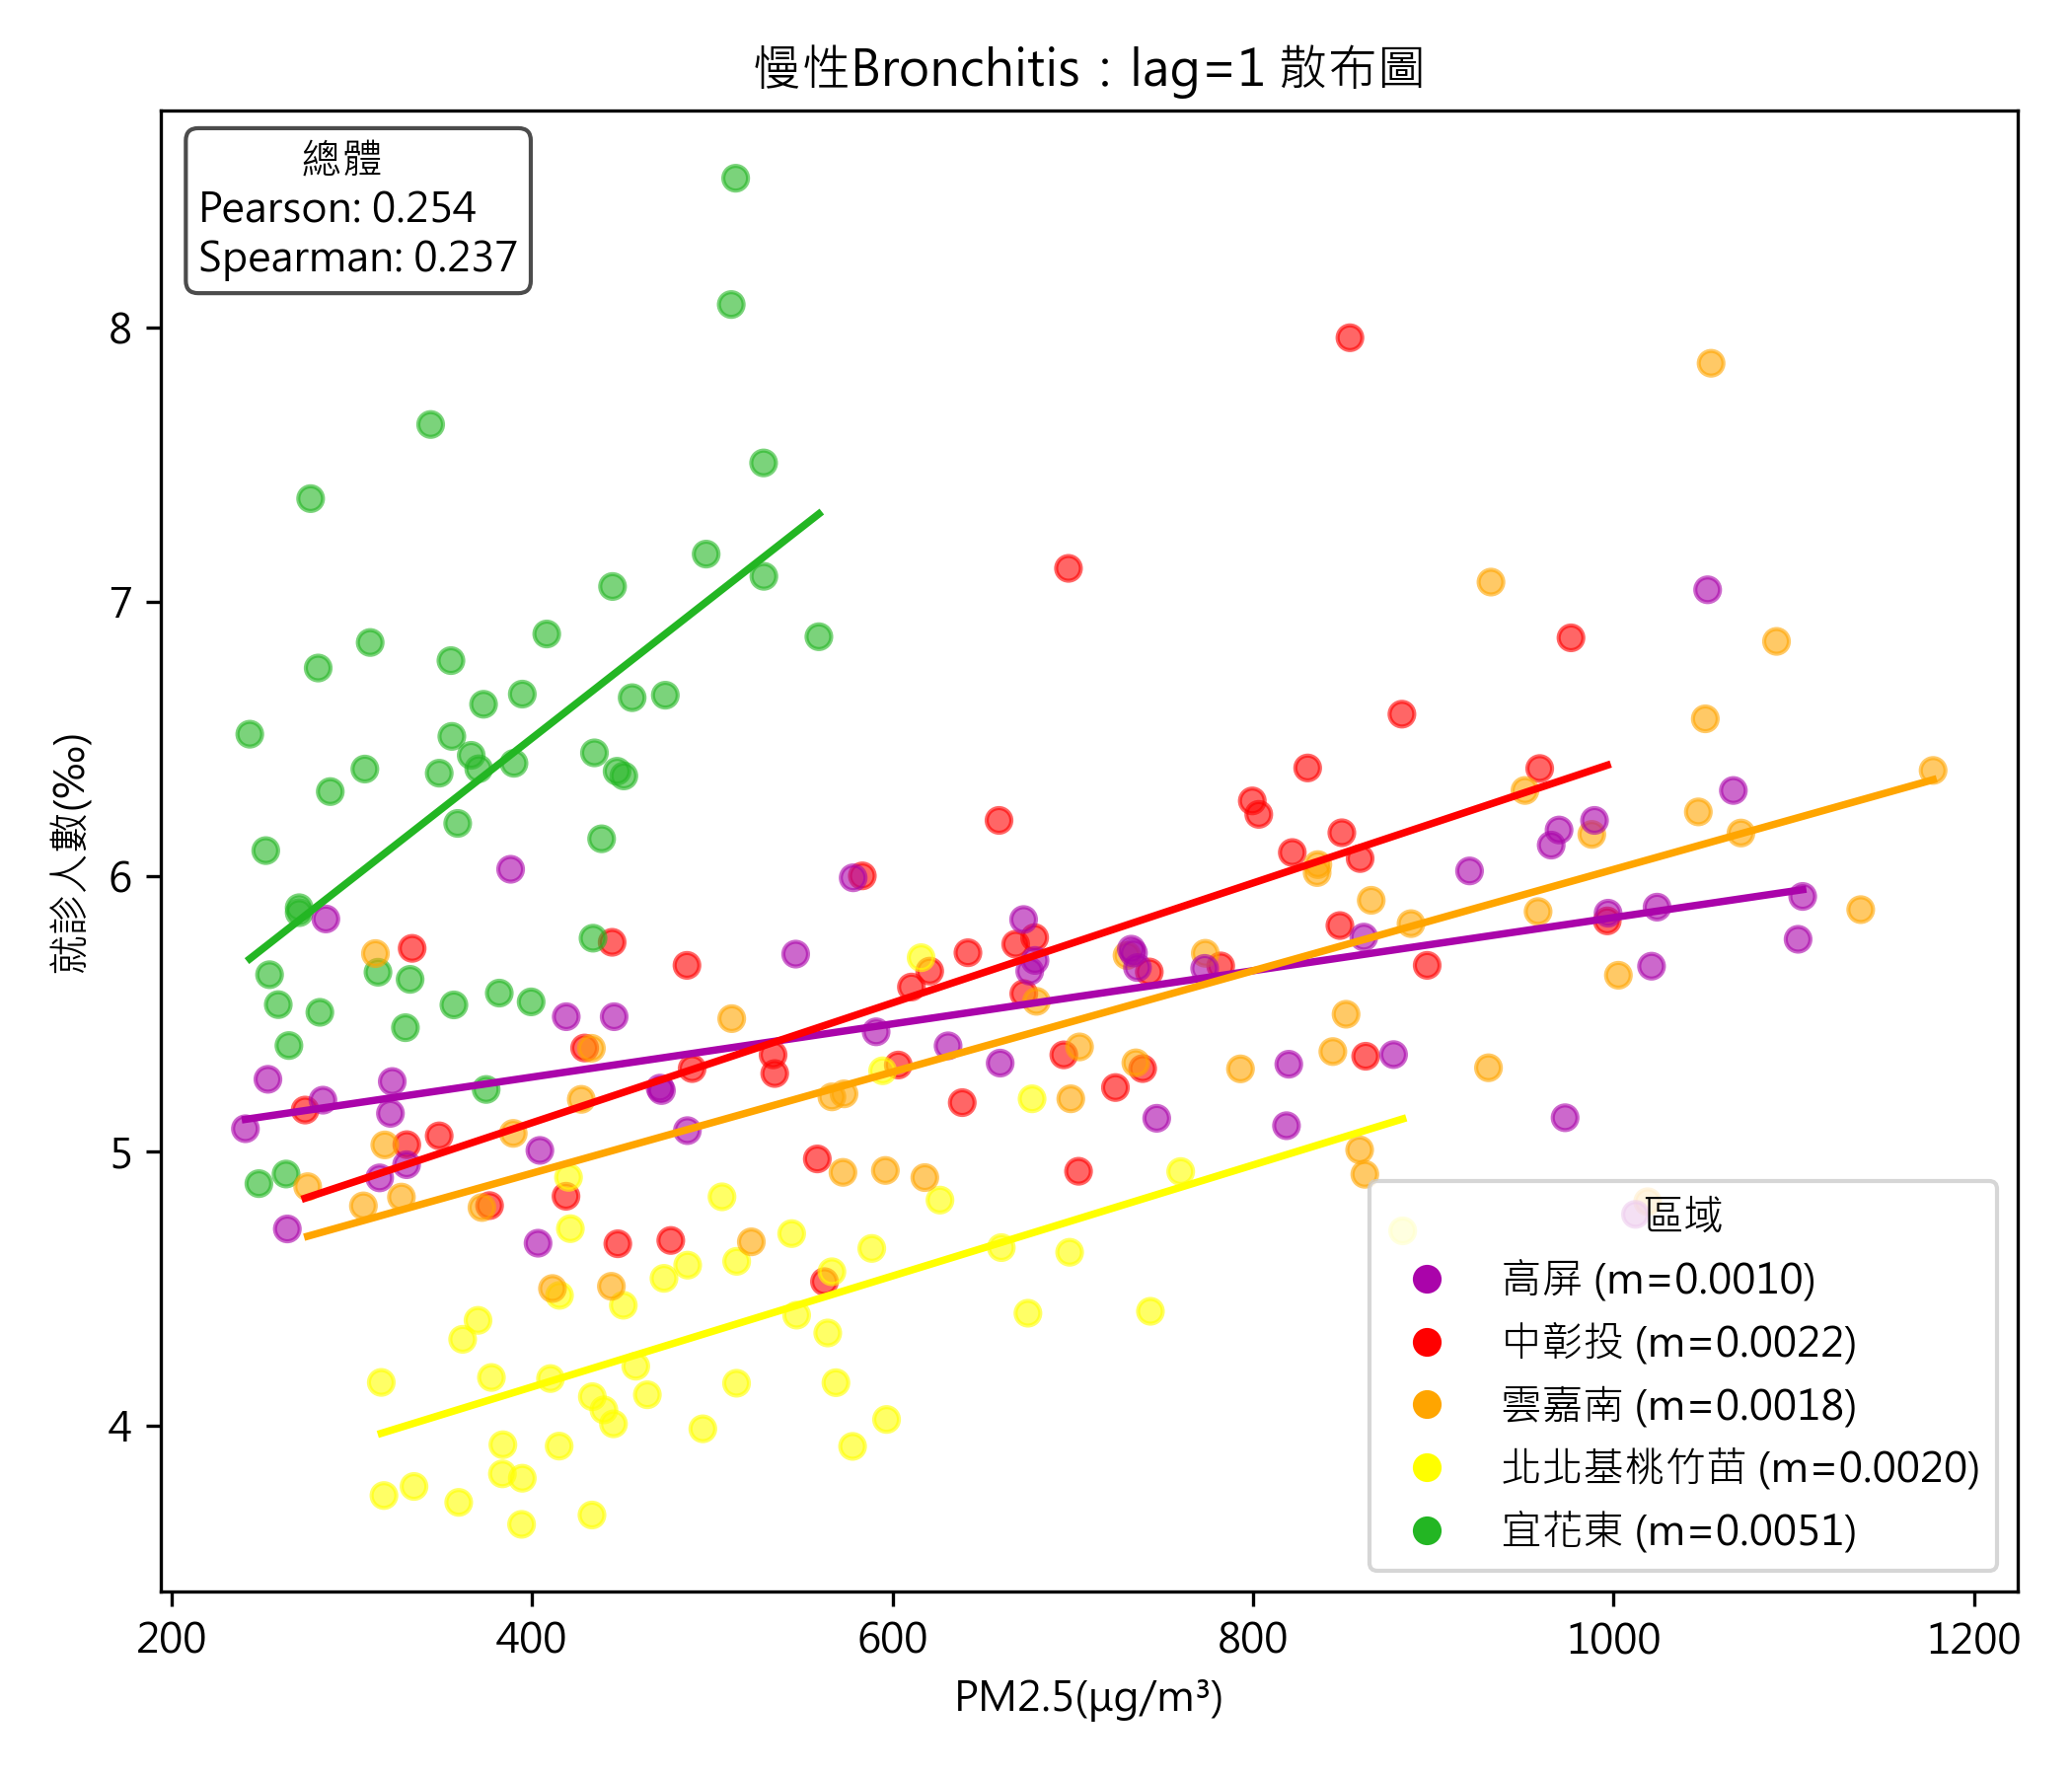 慢性Bronchitis：lag=1 散布圖
總體
Pearson: 0.254
Spearman: 0.237
8
7
6
5
4
就診人數(‰)
200
400
600
800
1000
1200
PM2.5(μg/m³)
區域
高屏 (m=0.0010)
中彰投 (m=0.0022)
雲嘉南 (m=0.0018)
北北基桃竹苗 (m=0.0020)
宜花東 (m=0.0051)